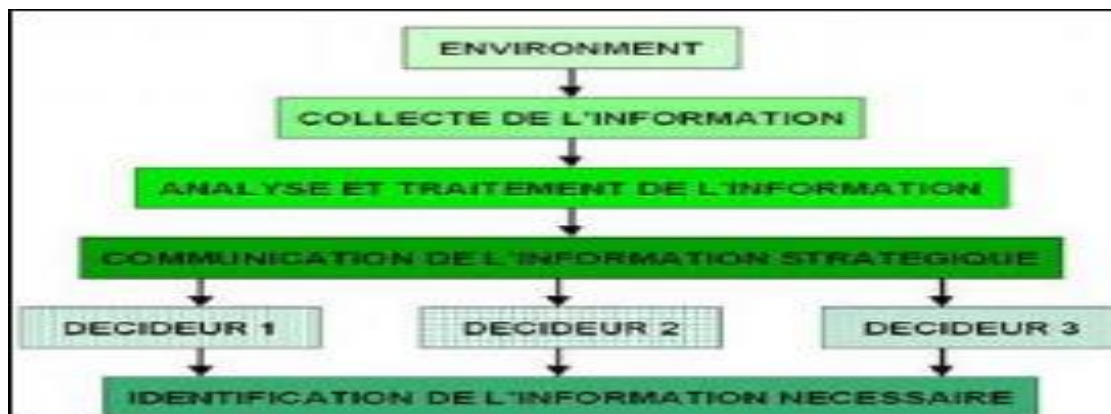 ENVIRONMENT
COLLECTE DE L'INFORMATION
ANALYSE ET TRAITEMENT DE L'INFORMATION
COMMUNICATION DE L'INFORMATION STRATEGIQUE
DECIDEUR 1 DECIDEUR 2 DECIDEUR 3
IDENTIFICATION DE L'INFORMATION NECESSAIRE